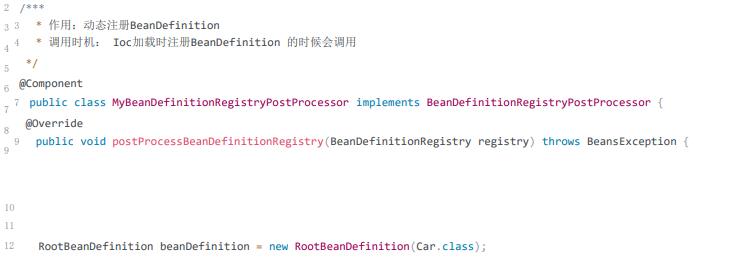 2 /***
3 3 * 作用：动态注册BeanDefinition
4 4 * 调用时机： Ioc加载时注册BeanDefinition 的时候会调用
5 */
6 @Component
7 7 public class MyBeanDefinitionRegistryPostProcessor implements BeanDefinitionRegistryPostProcessor {
8 @Override
9 9 public void postProcessBeanDefinitionRegistry(BeanDefinitionRegistry registry) throws BeansException {
10
11
12 RootBeanDefinition beanDefinition = new RootBeanDefinition(Car.class);